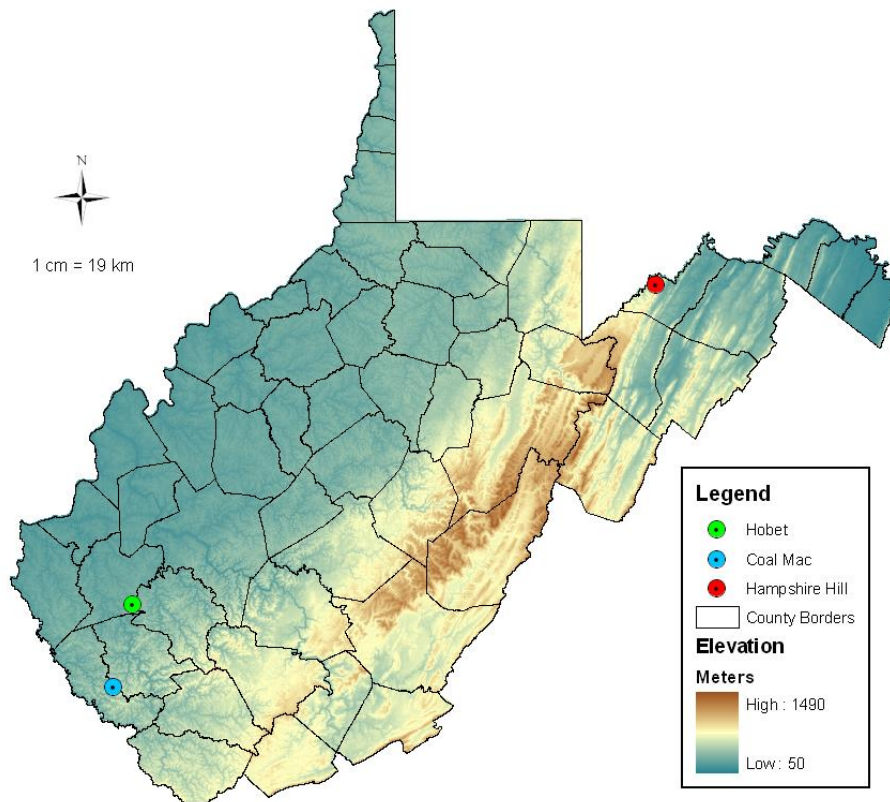 N
1 cm = 19 km
Legend
Hobet
Coal Mac
Hampshire Hill
County Borders
Elevation
Meters
High : 1490
Low : 50